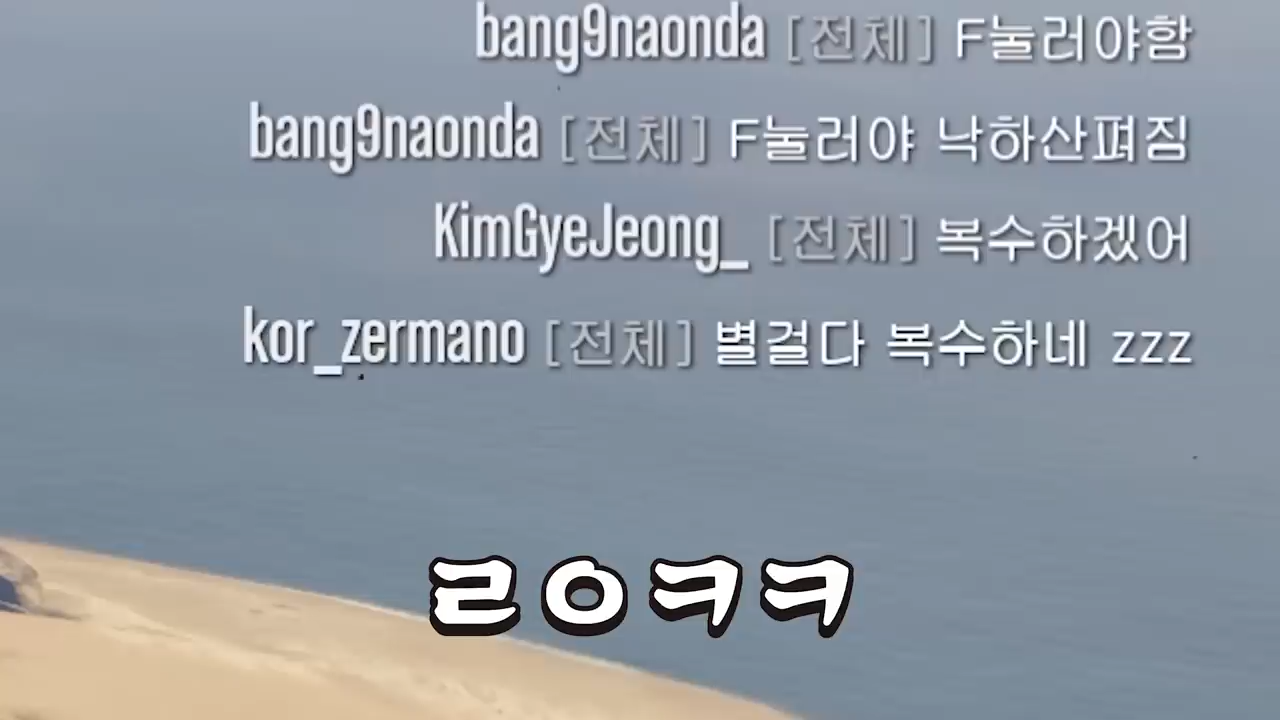 bang9naonda [전체] F눌러야함
bang9naonda [전체] F눌러야 낙하산펴짐
KimGyeJeong_ [전체] 복수하겠어
kor_zermano [전체] 별걸다 복수하네 zzz
ㄹㅇㅋㅋ